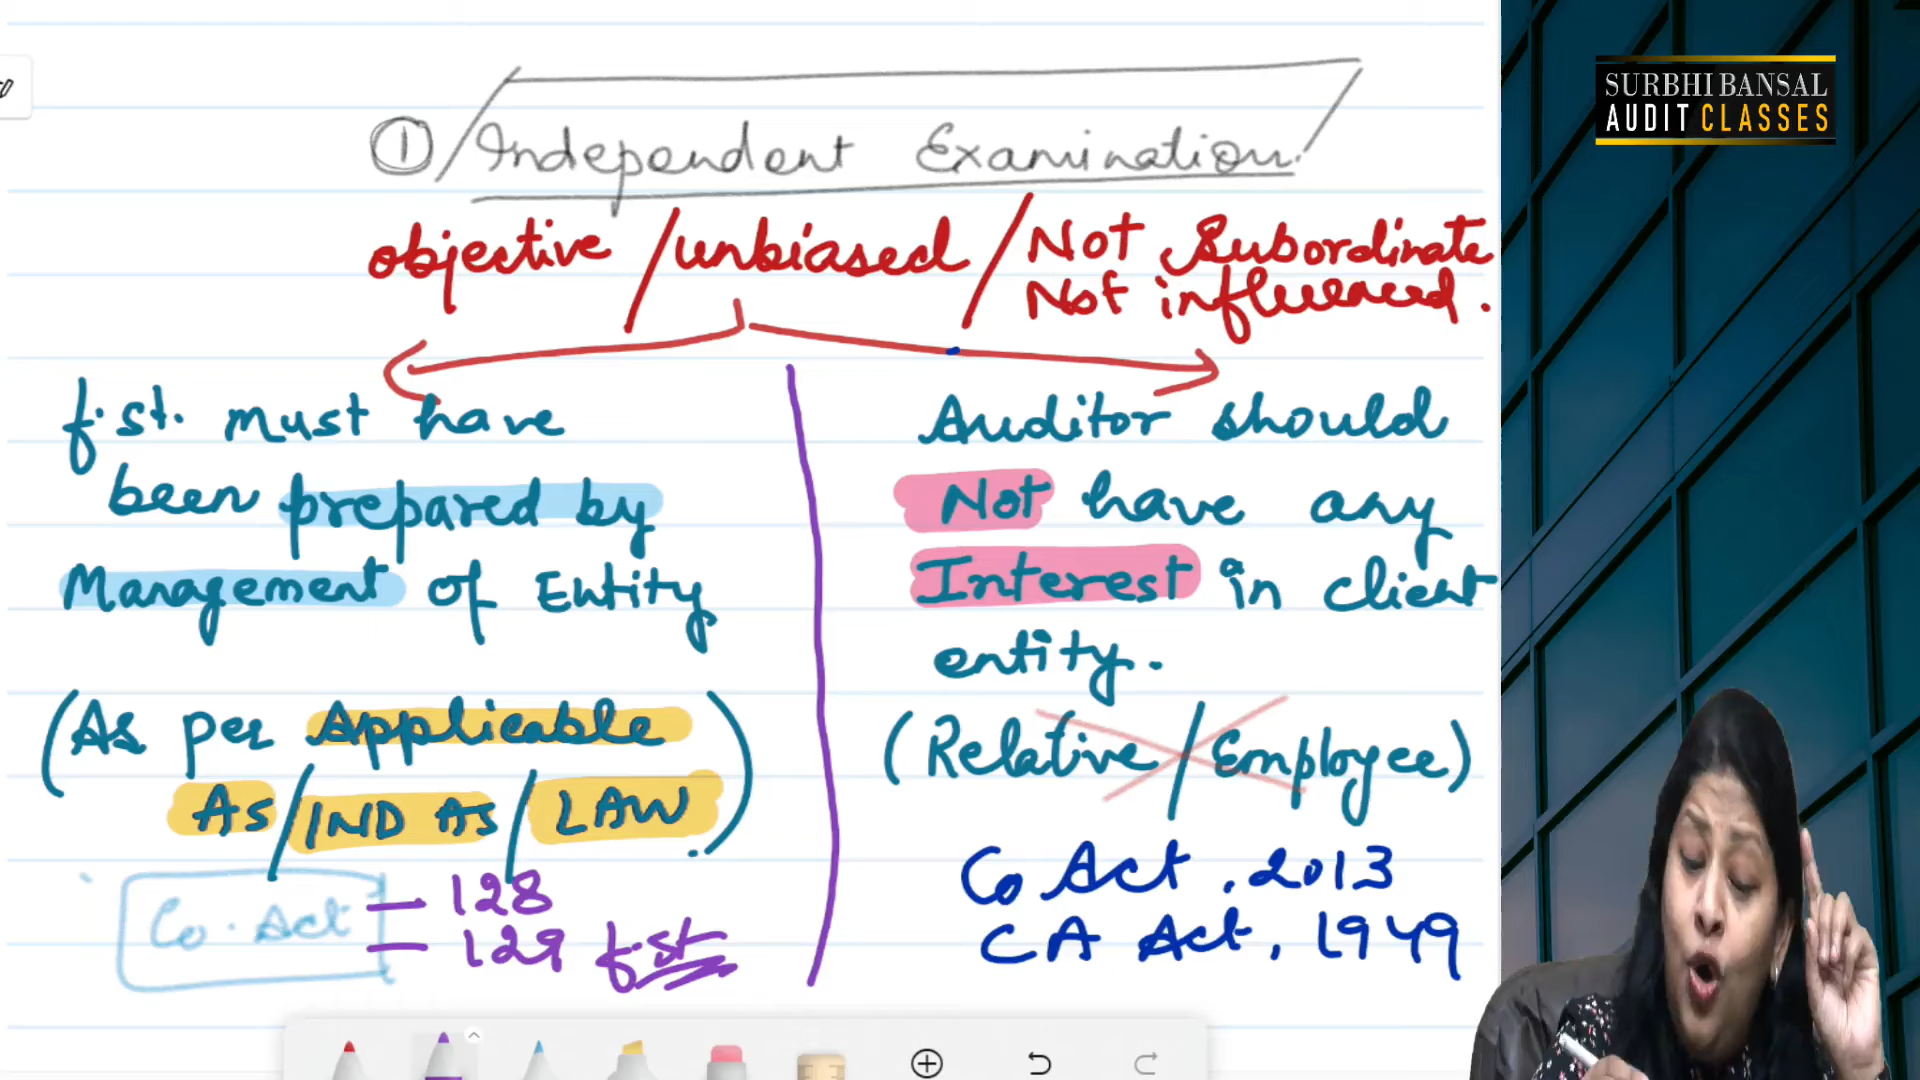 SURBHI BANSAL
AUDIT CLASSES
① Independent Examination.
objective / unbiased / Not Subordinate
Not influenced.
f.st. must have
been prepared by
Management of Entity
(As per Applicable
AS / IND AS / LAW)
Co. Act — 128
— 129 f.st
Auditor should
Not have any
Interest in client
entity.
(Relative / Employee)
Co Act, 2013
CA Act, 1949